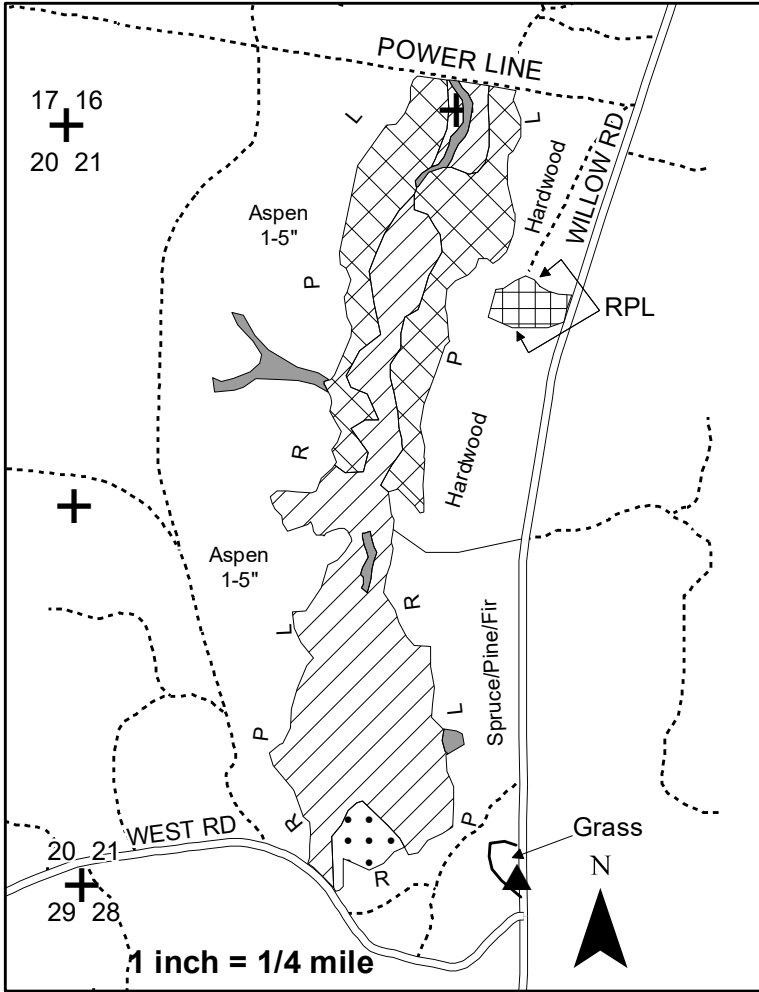 POWER LINE
17 16
20 21
L
L
Hardwood
WILLOW RD
Aspen
1-5"
P
RPL
P
R
Hardwood
Aspen
1-5"
R
L
Spruce/Pine/Fir
L
P
R
P
WEST RD
Grass
20 21
29 28
R
N
1 inch = 1/4 mile